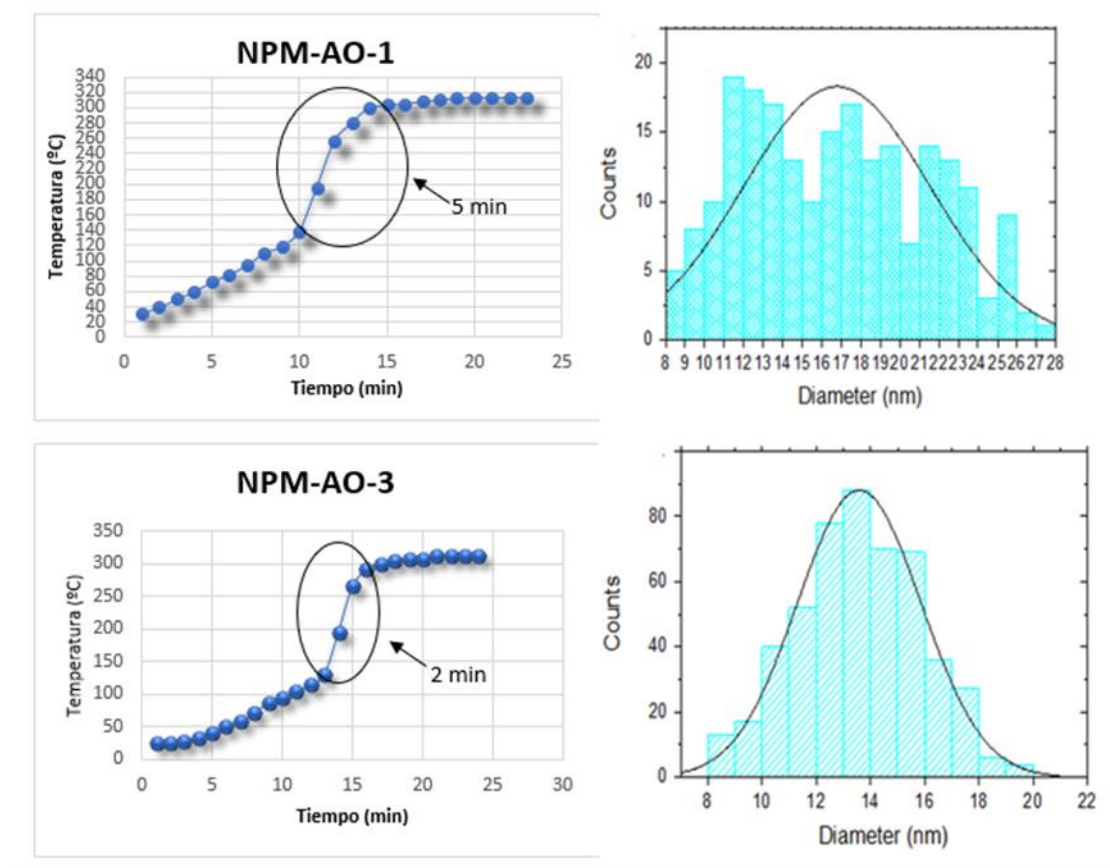 NPM-AO-1
Temperatura (ºC)
340
320
300
280
260
240
220
200
180
160
140
120
100
80
60
40
20
0
5 min
0 5 10 15 20 25
Tiempo (min)
Counts
20
15
10
5
0
8 9 10 11 12 13 14 15 16 17 18 19 20 21 22 23 24 25 26 27 28
Diameter (nm)
NPM-AO-3
Temperatura (ºC)
350
300
250
200
150
100
50
0
2 min
0 5 10 15 20 25 30
Tiempo (min)
Counts
80
60
40
20
0
8 10 12 14 16 18 20 22
Diameter (nm)